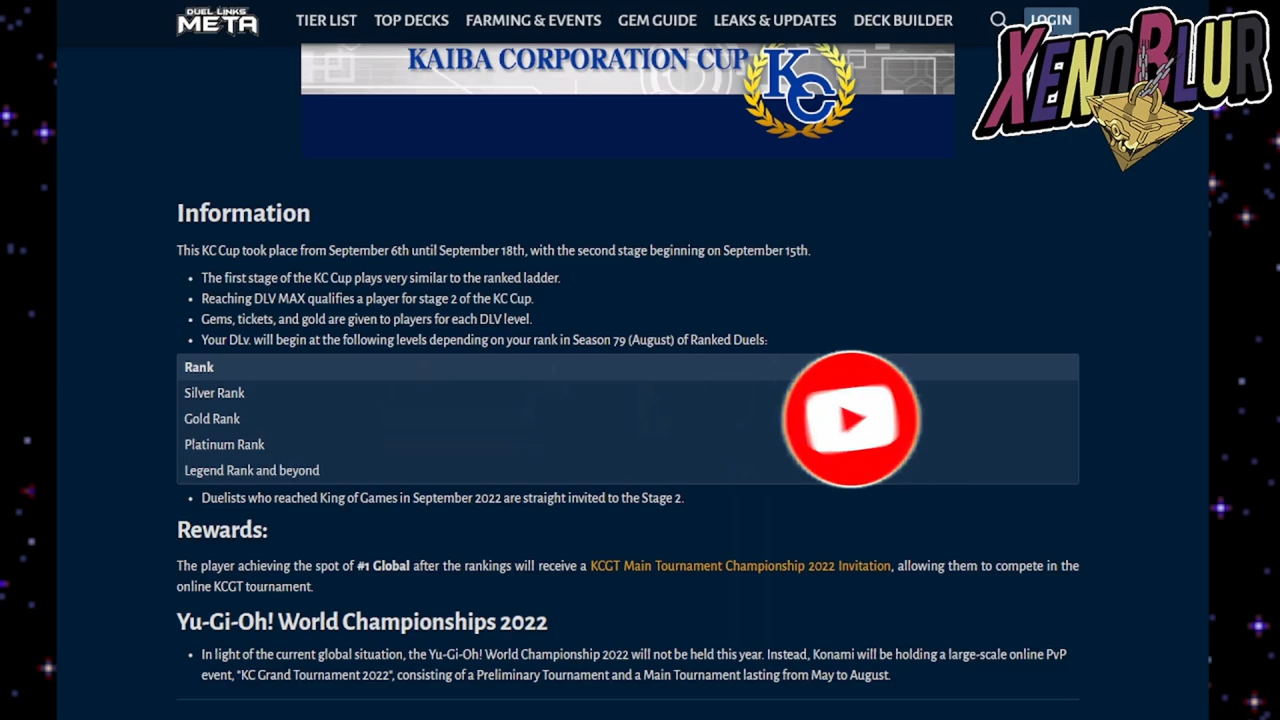 DUEL LINKS
META
TIER LIST TOP DECKS FARMING & EVENTS GEM GUIDE LEAKS & UPDATES DECK BUILDER LOGIN
KAIBA CORPORATION CUP
KC
XENOBLUR
Information
This KC Cup took place from September 6th until September 18th, with the second stage beginning on September 15th.
• The first stage of the KC Cup plays very similar to the ranked ladder.
• Reaching DLV MAX qualifies a player for stage 2 of the KC Cup.
• Gems, tickets, and gold are given to players for each DLV level.
• Your DLv. will begin at the following levels depending on your rank in Season 79 (August) of Ranked Duels:
Rank
Silver Rank
Gold Rank
Platinum Rank
Legend Rank and beyond
• Duelists who reached King of Games in September 2022 are straight invited to the Stage 2.
Rewards:
The player achieving the spot of #1 Global after the rankings will receive a KCGT Main Tournament Championship 2022 Invitation, allowing them to compete in the
online KCGT tournament.
Yu-Gi-Oh! World Championships 2022
• In light of the current global situation, the Yu-Gi-Oh! World Championship 2022 will not be held this year. Instead, Konami will be holding a large-scale online PvP
event, "KC Grand Tournament 2022", consisting of a Preliminary Tournament and a Main Tournament lasting from May to August.